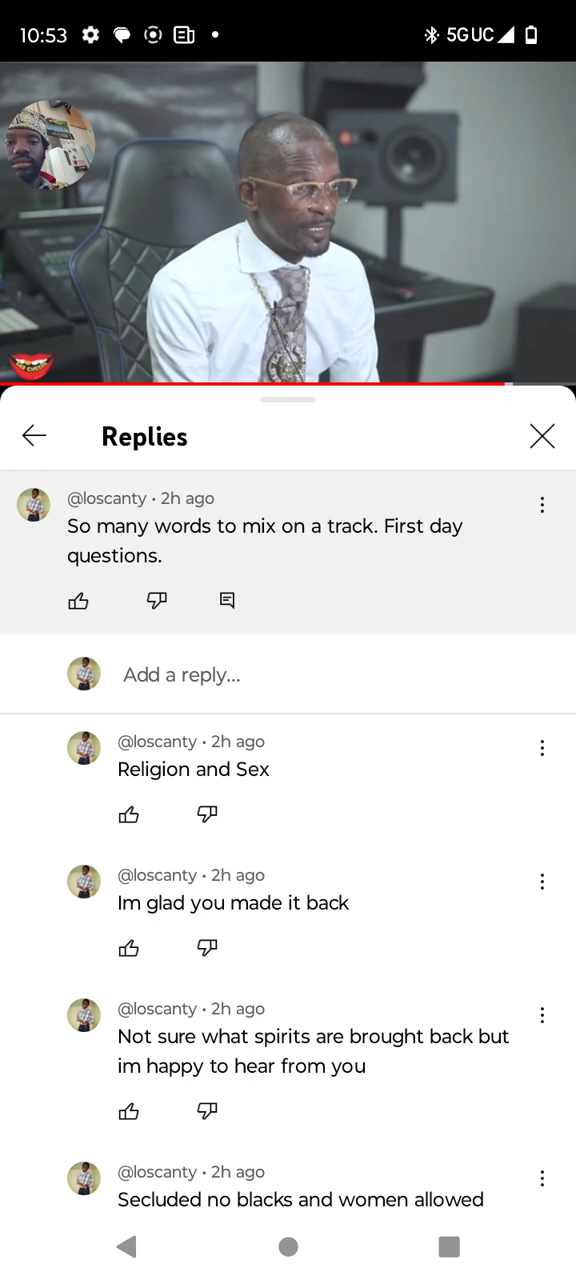 10:53
5G UC
Replies
@loscanty • 2h ago
So many words to mix on a track. First day
questions.
Add a reply...
@loscanty • 2h ago
Religion and Sex
@loscanty • 2h ago
Im glad you made it back
@loscanty • 2h ago
Not sure what spirits are brought back but
im happy to hear from you
@loscanty • 2h ago
Secluded no blacks and women allowed